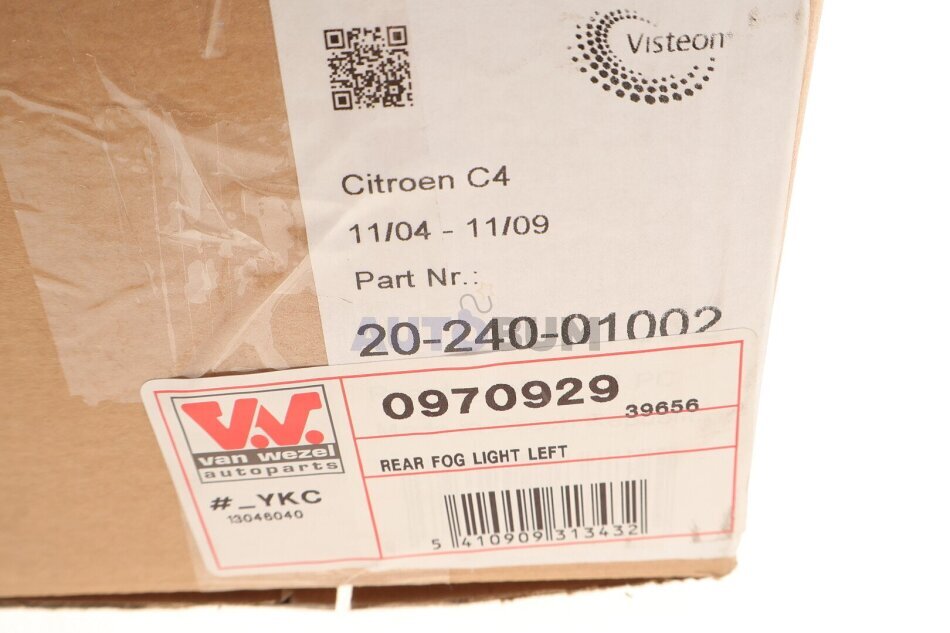 Visteon
Citroen C4
11/04 - 11/09
Part Nr.:
20-240-01002
AUTOBUM
0970929
39656
V.W.
van wezel
autoparts
REAR FOG LIGHT LEFT
#_YKC
13046040
5 410909 313432